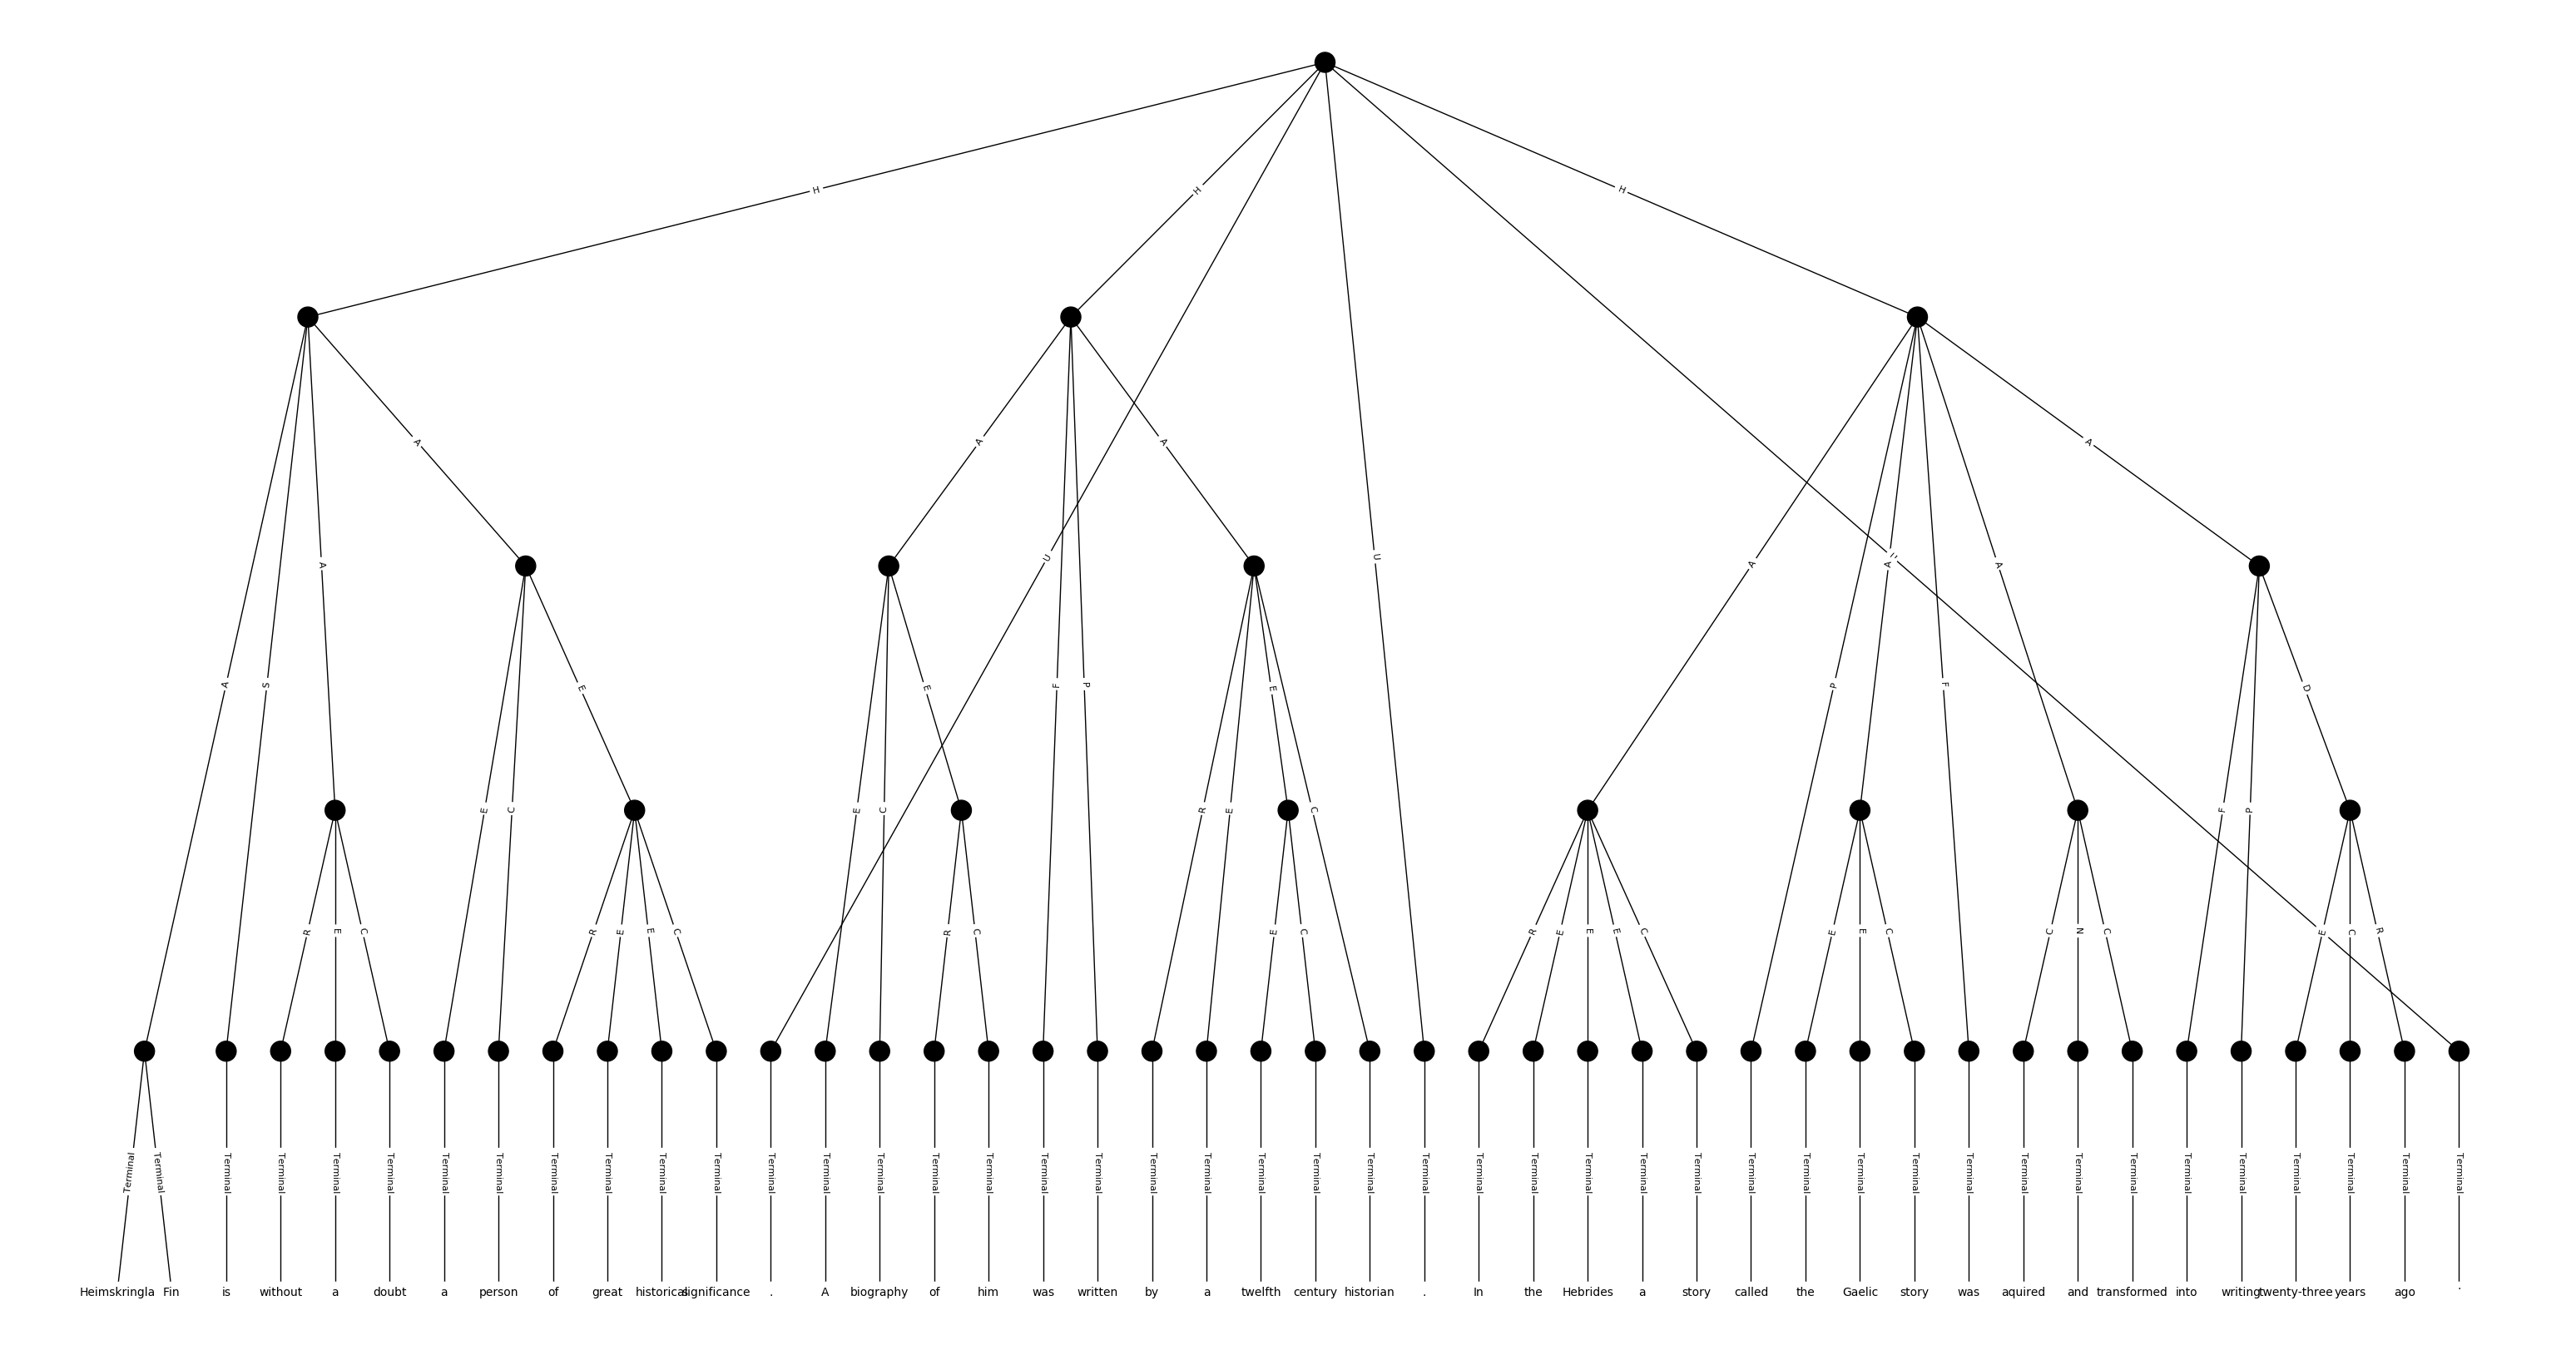 H H H
A A A A A
U U A U A A
A S F P P F D
E C E E R E E C F P
R E C R E E C R C E C R E E E C E E C C N C E C R
Terminal Terminal Terminal Terminal Terminal Terminal Terminal Terminal Terminal Terminal Terminal Terminal Terminal Terminal Terminal Terminal Terminal Terminal Terminal Terminal Terminal Terminal Terminal Terminal Terminal Terminal Terminal Terminal Terminal Terminal Terminal Terminal Terminal Terminal Terminal Terminal Terminal Terminal Terminal Terminal Terminal Terminal Terminal
Heimskringla Fin is without a doubt a person of great historical significance . A biography of him was written by a twelfth century historian . In the Hebrides a story called the Gaelic story was aquired and transformed into writing twenty-three years ago .